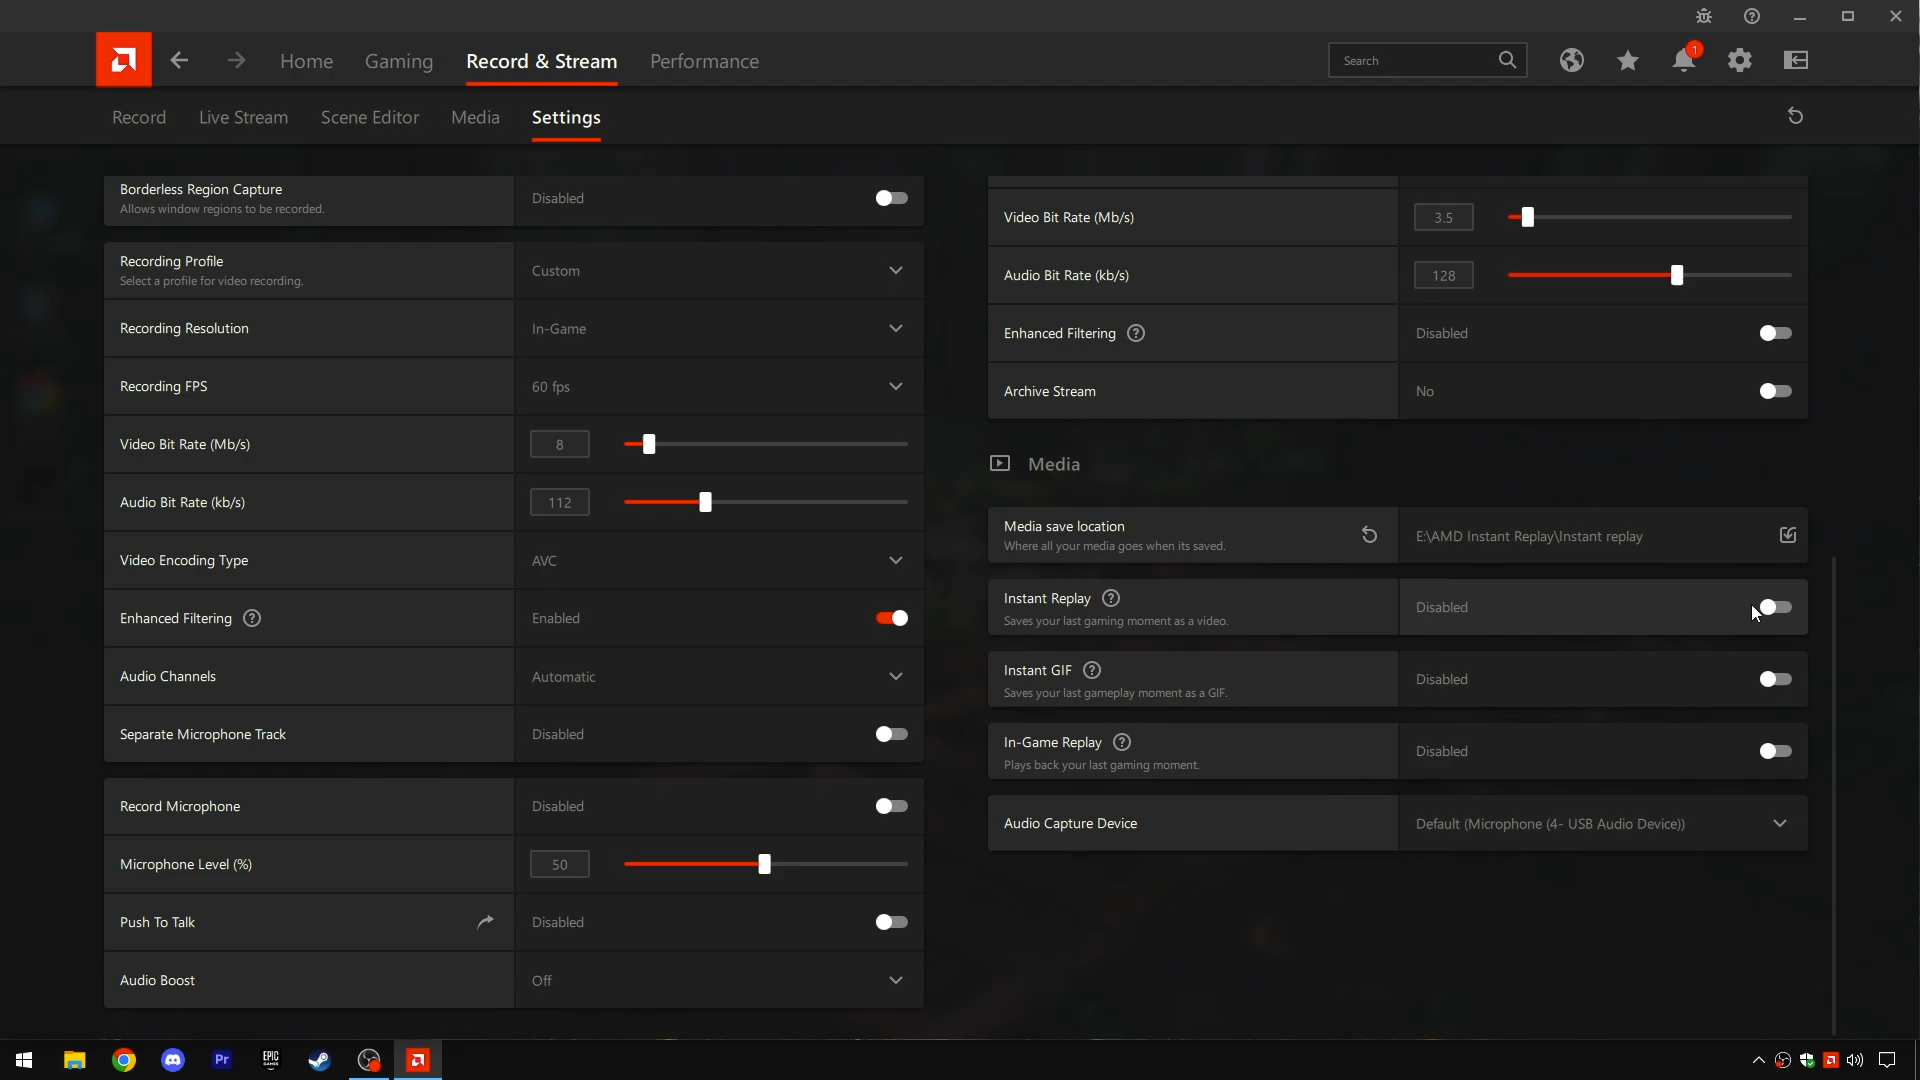 Home
Gaming
Record & Stream
Performance
Search
1
Record
Live Stream
Scene Editor
Media
Settings
Borderless Region Capture
Allows window regions to be recorded.
Disabled
Recording Profile
Select a profile for video recording.
Custom
Recording Resolution
In-Game
Recording FPS
60 fps
Video Bit Rate (Mb/s)
8
Audio Bit Rate (kb/s)
112
Video Encoding Type
AVC
Enhanced Filtering ?
Enabled
Audio Channels
Automatic
Separate Microphone Track
Disabled
Record Microphone
Disabled
Microphone Level (%)
50
Push To Talk
Disabled
Audio Boost
Off
Video Bit Rate (Mb/s)
3.5
Audio Bit Rate (kb/s)
128
Enhanced Filtering ?
Disabled
Archive Stream
No
Media
Media save location
Where all your media goes when its saved.
E:\AMD Instant Replay\Instant replay
Instant Replay ?
Saves your last gaming moment as a video.
Disabled
Instant GIF ?
Saves your last gameplay moment as a GIF.
Disabled
In-Game Replay ?
Plays back your last gaming moment.
Disabled
Audio Capture Device
Default (Microphone (4- USB Audio Device))
Pr
EPIC
GAMES